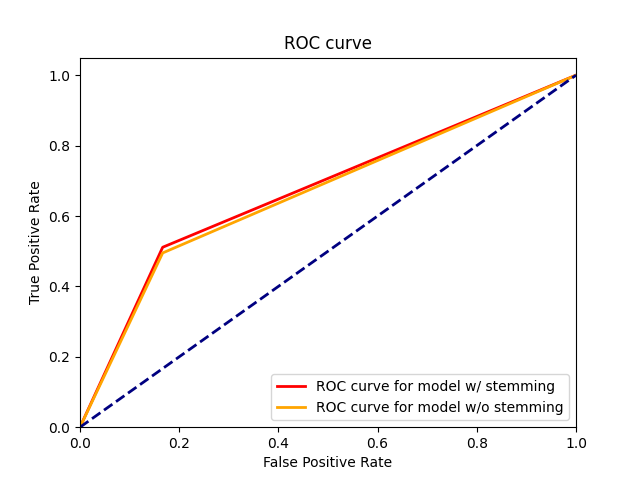 ROC curve
1.0
0.8
0.6
0.4
0.2
0.0
True Positive Rate
ROC curve for model w/ stemming
ROC curve for model w/o stemming
0.0 0.2 0.4 0.6 0.8 1.0
False Positive Rate